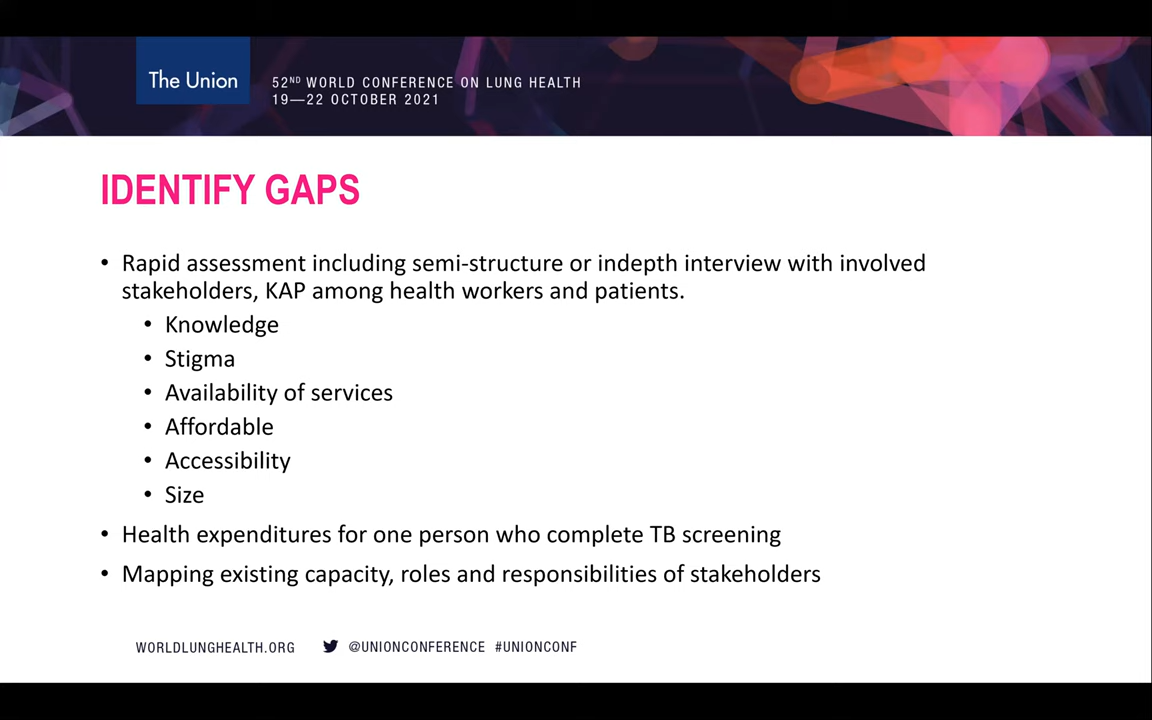 The Union
52ND WORLD CONFERENCE ON LUNG HEALTH
19—22 OCTOBER 2021
IDENTIFY GAPS
• Rapid assessment including semi-structure or indepth interview with involved
stakeholders, KAP among health workers and patients.
• Knowledge
• Stigma
• Availability of services
• Affordable
• Accessibility
• Size
• Health expenditures for one person who complete TB screening
• Mapping existing capacity, roles and responsibilities of stakeholders
WORLDLUNGHEALTH.ORG @UNIONCONFERENCE #UNIONCONF